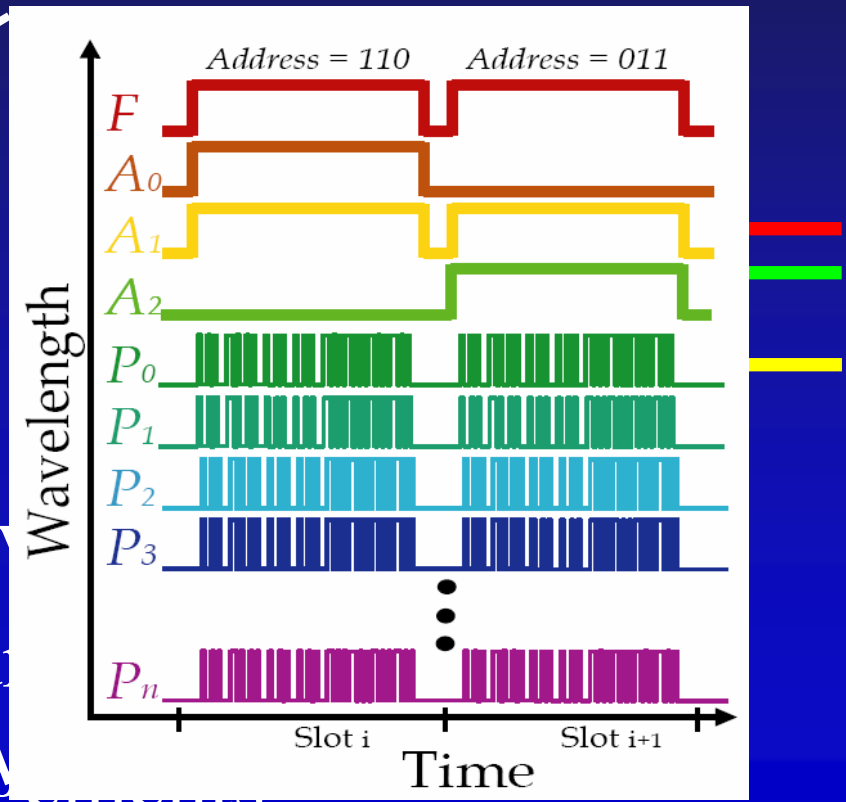 Address = 110 Address = 011
F
A0
A1
A2
P0
P1
P2
P3
Pn
Wavelength
Slot i Slot i+1
Time